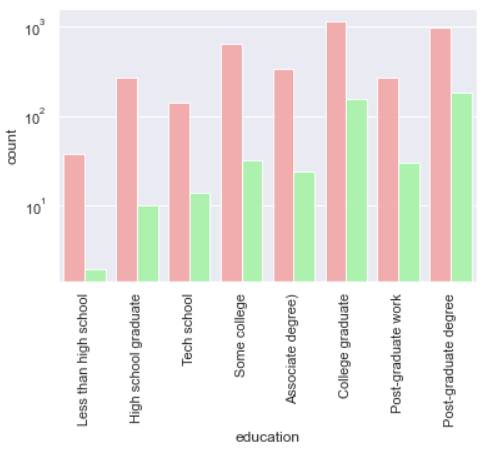 count
10³
10²
10¹
Less than high school
High school graduate
Tech school
Some college
Associate degree)
College graduate
Post-graduate work
Post-graduate degree
education